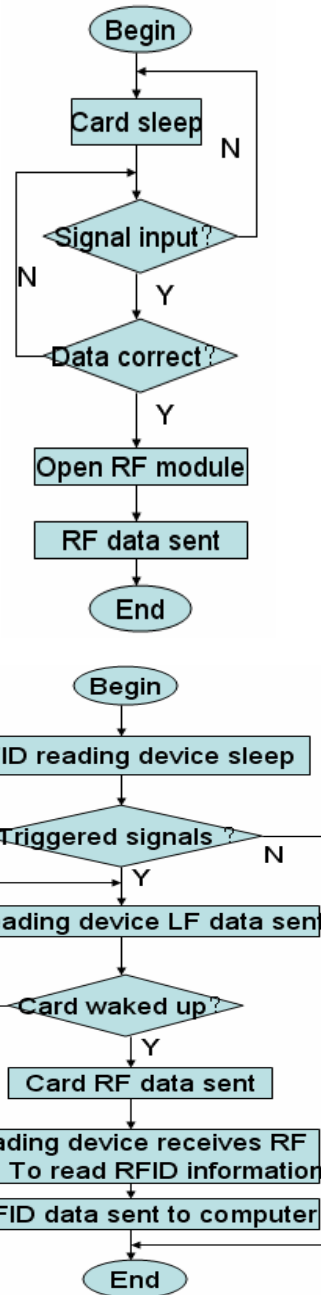 Begin
Card sleep
N
Signal input?
N
Y
Data correct?
Y
Open RF module
RF data sent
End
Begin
ID reading device sleep
Triggered signals ?
N
Y
eading device LF data sent
Card waked up?
Y
Card RF data sent
ading device receives RF
To read RFID information
FID data sent to computer
End